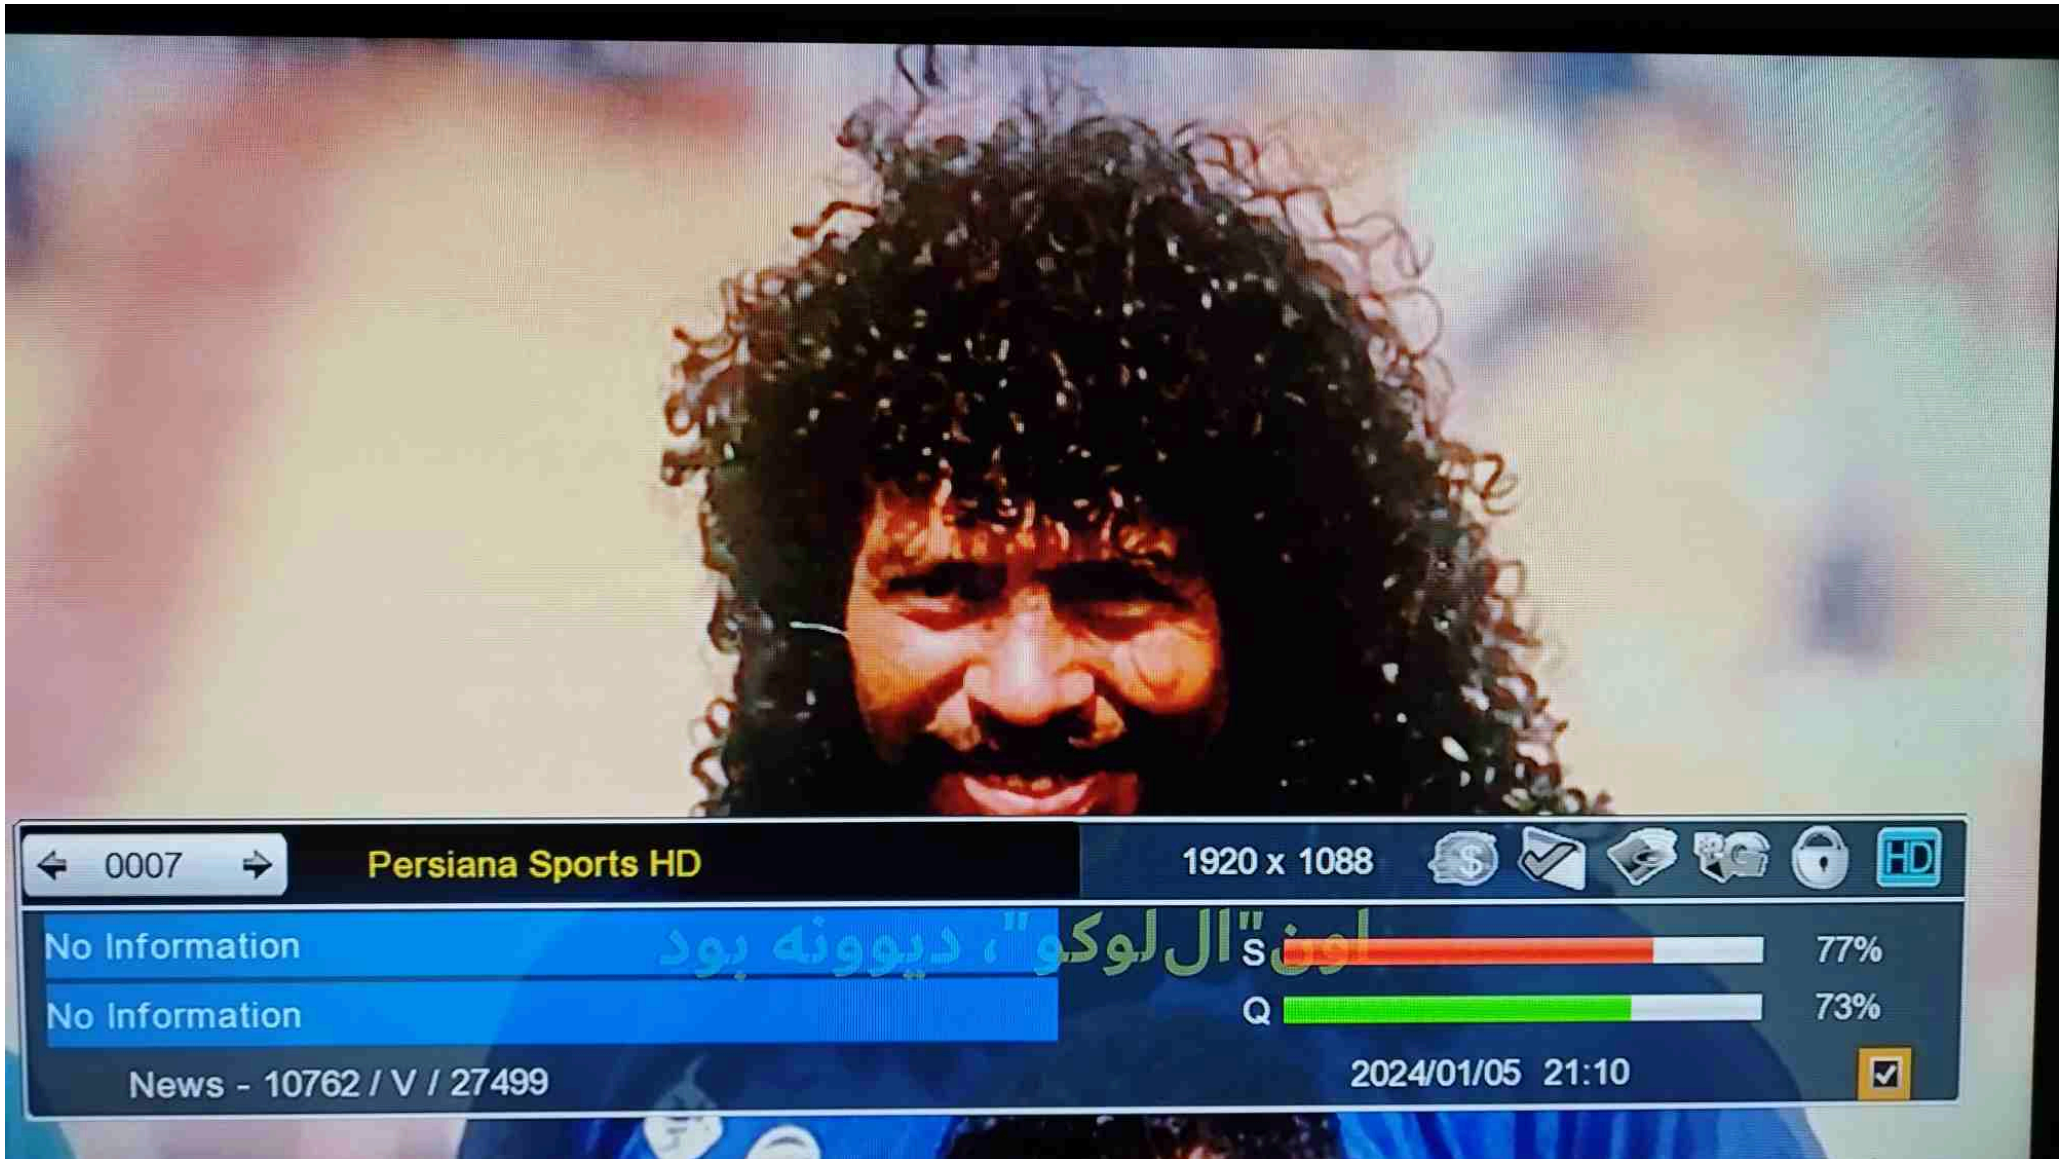 0007 Persiana Sports HD 1920 x 1088 HD
No Information
اون"ال‌لوکو"، دیوونه بود
S 77%
No Information
Q 73%
News - 10762 / V / 27499 2024/01/05 21:10